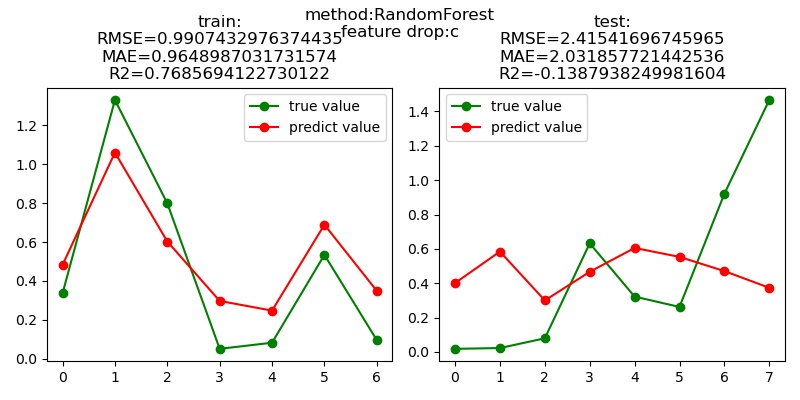 method:RandomForest
feature drop:c
train:
RMSE=0.9907432976374435
MAE=0.9648987031731574
R2=0.7685694122730122
true value
predict value
1.2
1.0
0.8
0.6
0.4
0.2
0.0
0 1 2 3 4 5 6
test:
RMSE=2.41541696745965
MAE=2.031857721442536
R2=-0.1387938249981604
true value
predict value
1.4
1.2
1.0
0.8
0.6
0.4
0.2
0.0
0 1 2 3 4 5 6 7